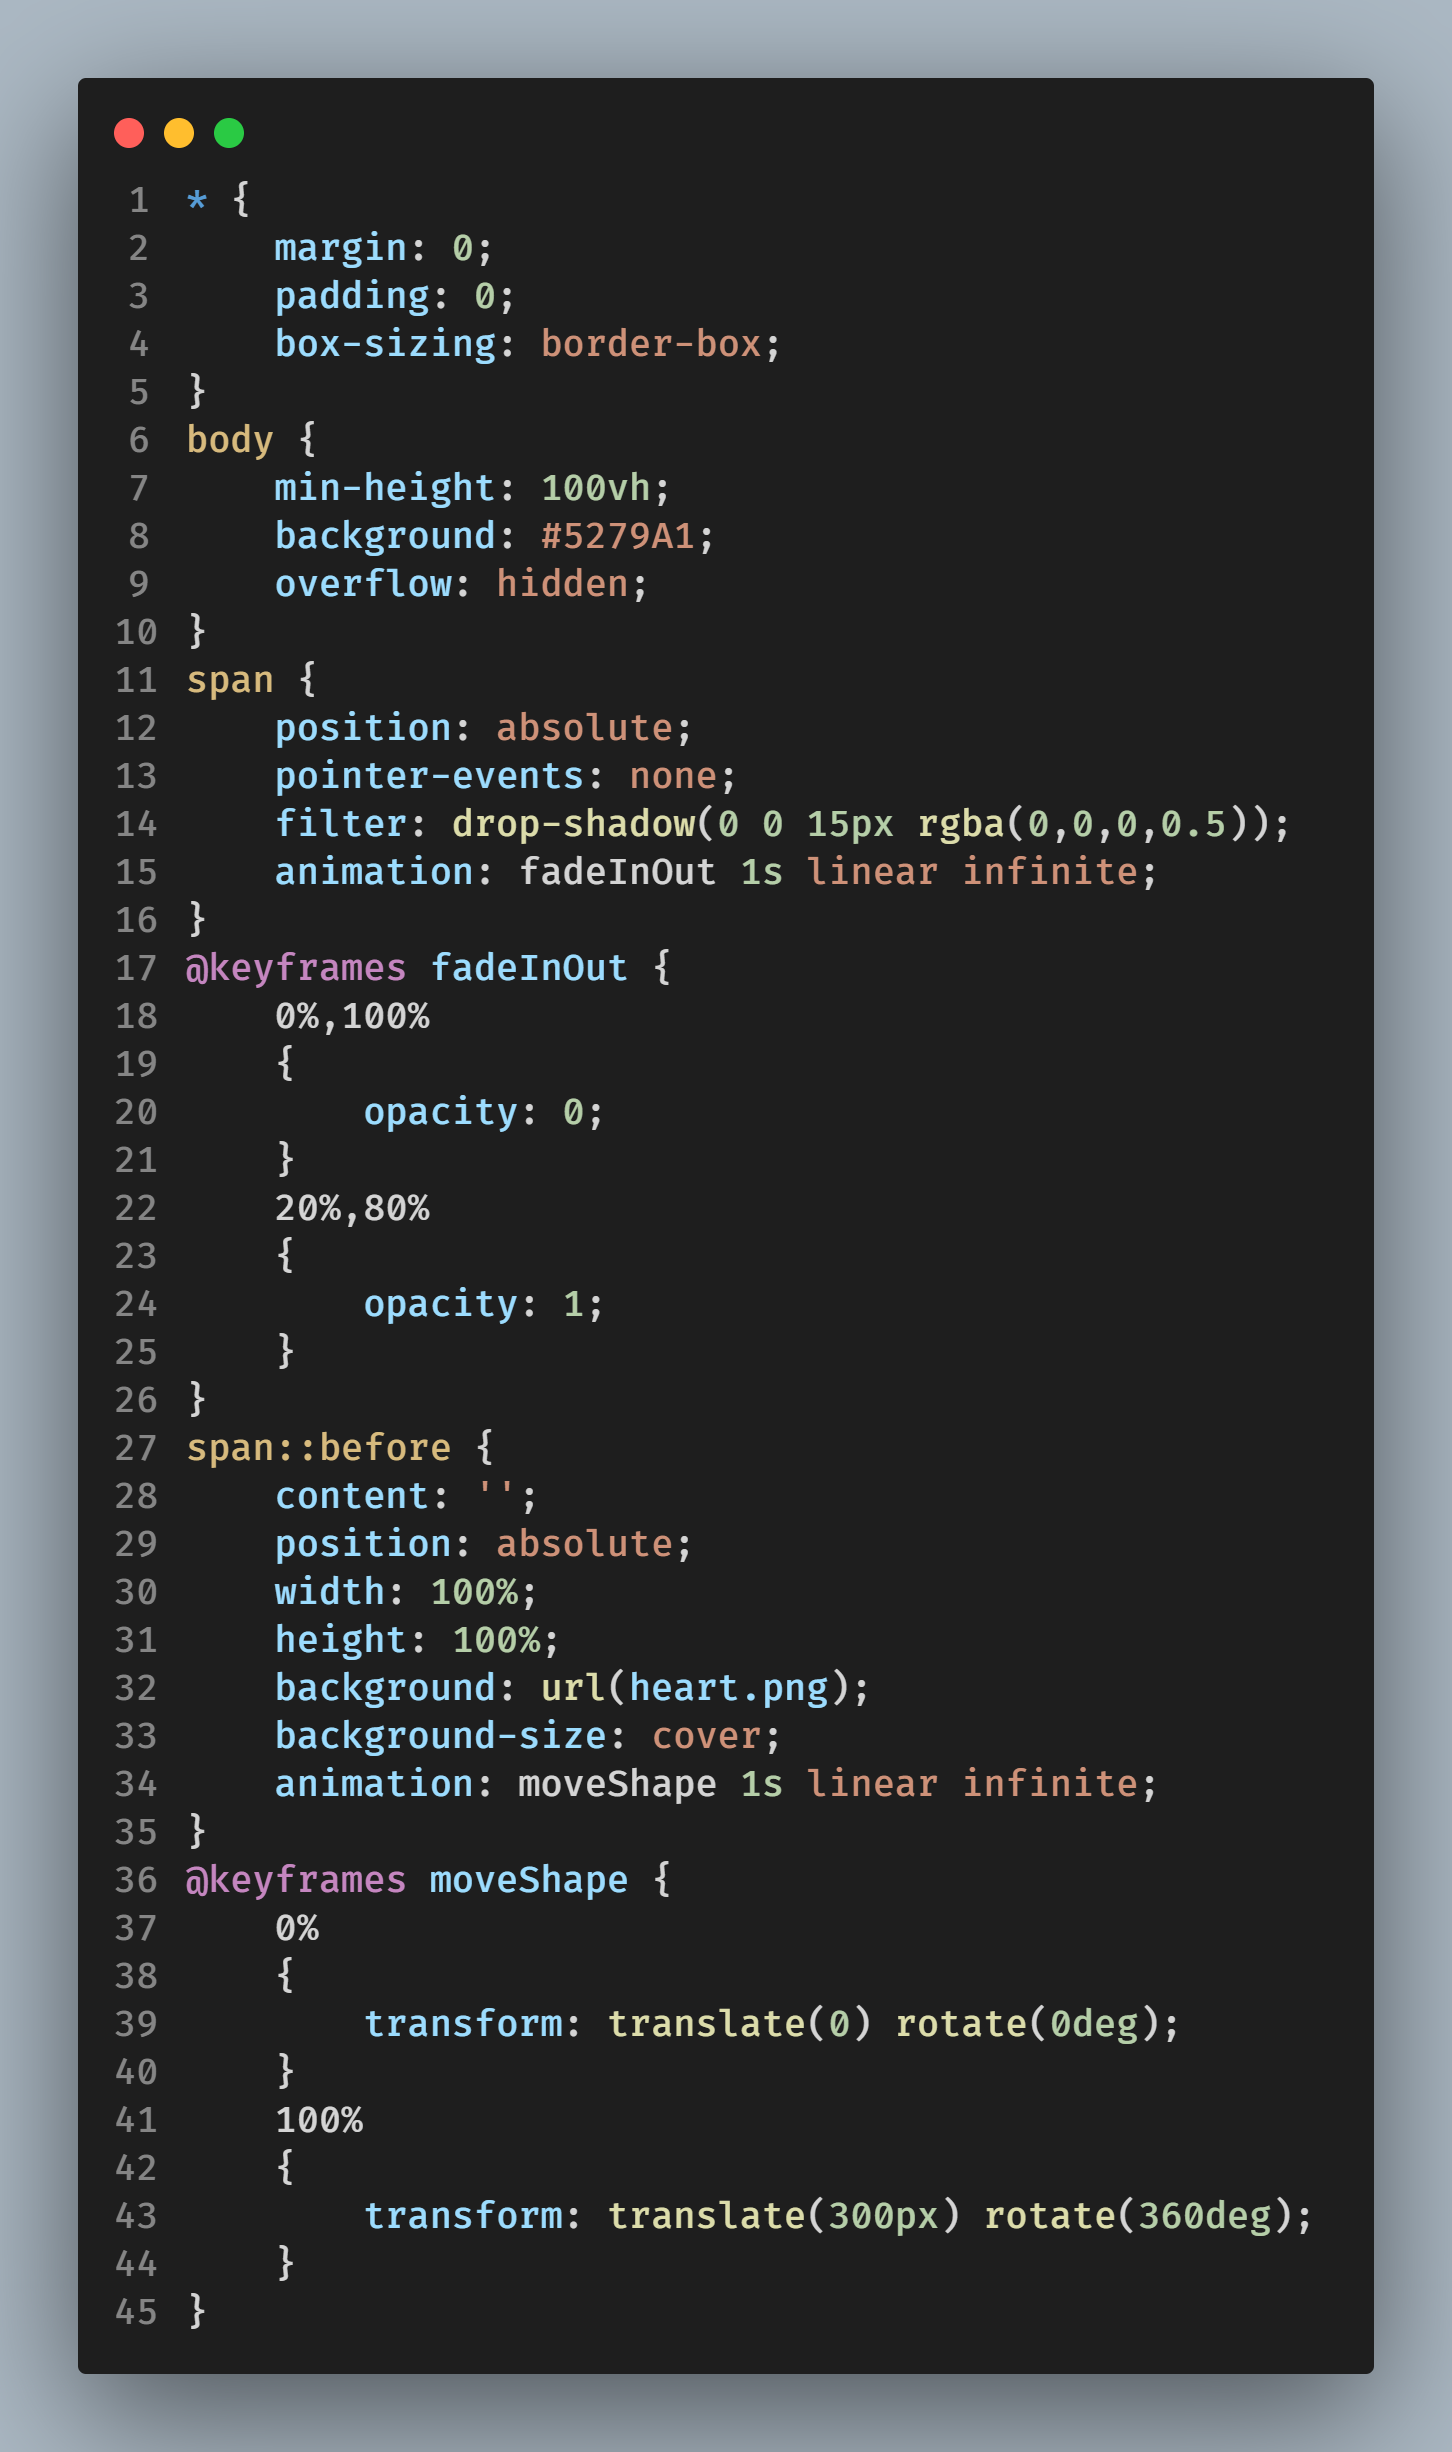 1 * {
2     margin: 0;
3     padding: 0;
4     box-sizing: border-box;
5 }
6 body {
7     min-height: 100vh;
8     background: #5279A1;
9     overflow: hidden;
10 }
11 span {
12     position: absolute;
13     pointer-events: none;
14     filter: drop-shadow(0 0 15px rgba(0,0,0,0.5));
15     animation: fadeInOut 1s linear infinite;
16 }
17 @keyframes fadeInOut {
18     0%,100%
19     {
20         opacity: 0;
21     }
22     20%,80%
23     {
24         opacity: 1;
25     }
26 }
27 span::before {
28     content: '';
29     position: absolute;
30     width: 100%;
31     height: 100%;
32     background: url(heart.png);
33     background-size: cover;
34     animation: moveShape 1s linear infinite;
35 }
36 @keyframes moveShape {
37     0%
38     {
39         transform: translate(0) rotate(0deg);
40     }
41     100%
42     {
43         transform: translate(300px) rotate(360deg);
44     }
45 }